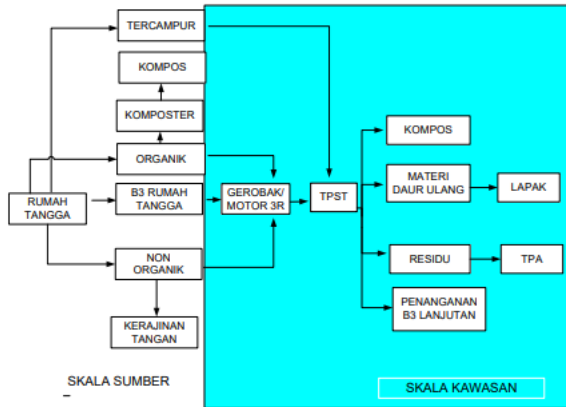 TERCAMPUR
KOMPOS
KOMPOSTER
ORGANIK
RUMAH
TANGGA
B3 RUMAH
TANGGA
NON
ORGANIK
KERAJINAN
TANGAN
GEROBAK/
MOTOR 3R
TPST
KOMPOS
MATERI
DAUR ULANG
LAPAK
RESIDU
TPA
PENANGANAN
B3 LANJUTAN
SKALA SUMBER
–
SKALA KAWASAN